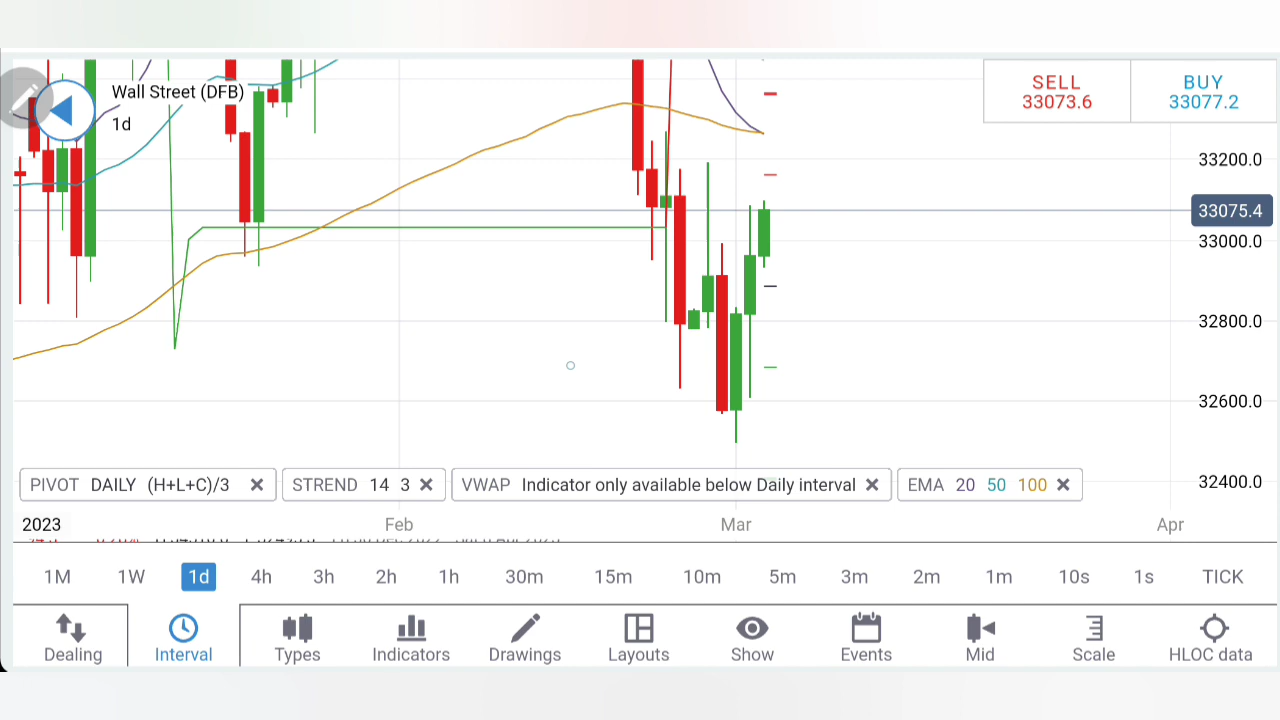 Wall Street (DFB)
1d
SELL
33073.6
BUY
33077.2
33200.0
33075.4
33000.0
32800.0
32600.0
32400.0
PIVOT DAILY (H+L+C)/3
STREND 14 3
VWAP Indicator only available below Daily interval
EMA 20 50 100
2023 Feb Mar Apr
1M 1W 1d 4h 3h 2h 1h 30m 15m 10m 5m 3m 2m 1m 10s 1s TICK
Dealing Interval Types Indicators Drawings Layouts Show Events Mid Scale HLOC data